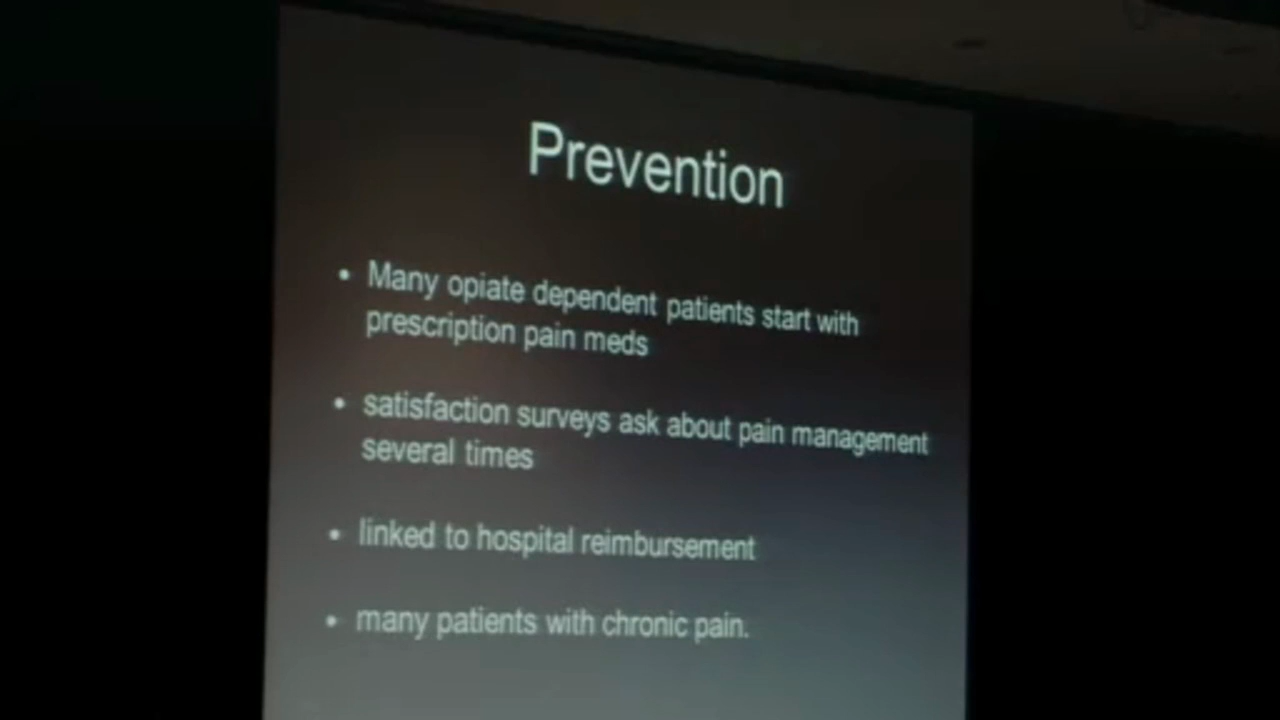 Prevention
• Many opiate dependent patients start with
prescription pain meds
• satisfaction surveys ask about pain management
several times
• linked to hospital reimbursement
• many patients with chronic pain.